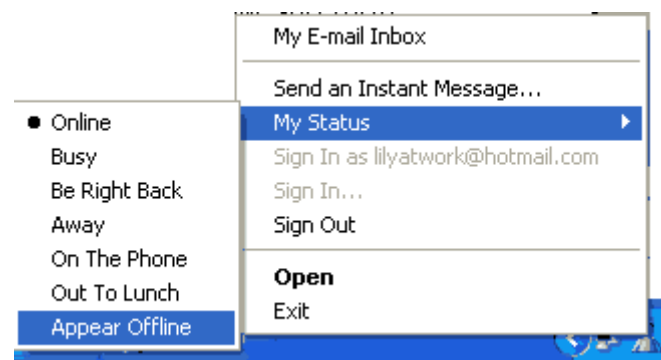 My E-mail Inbox
Send an Instant Message...
My Status
Sign In as lilyatwork@hotmail.com
Sign In...
Sign Out
Open
Exit
Online
Busy
Be Right Back
Away
On The Phone
Out To Lunch
Appear Offline